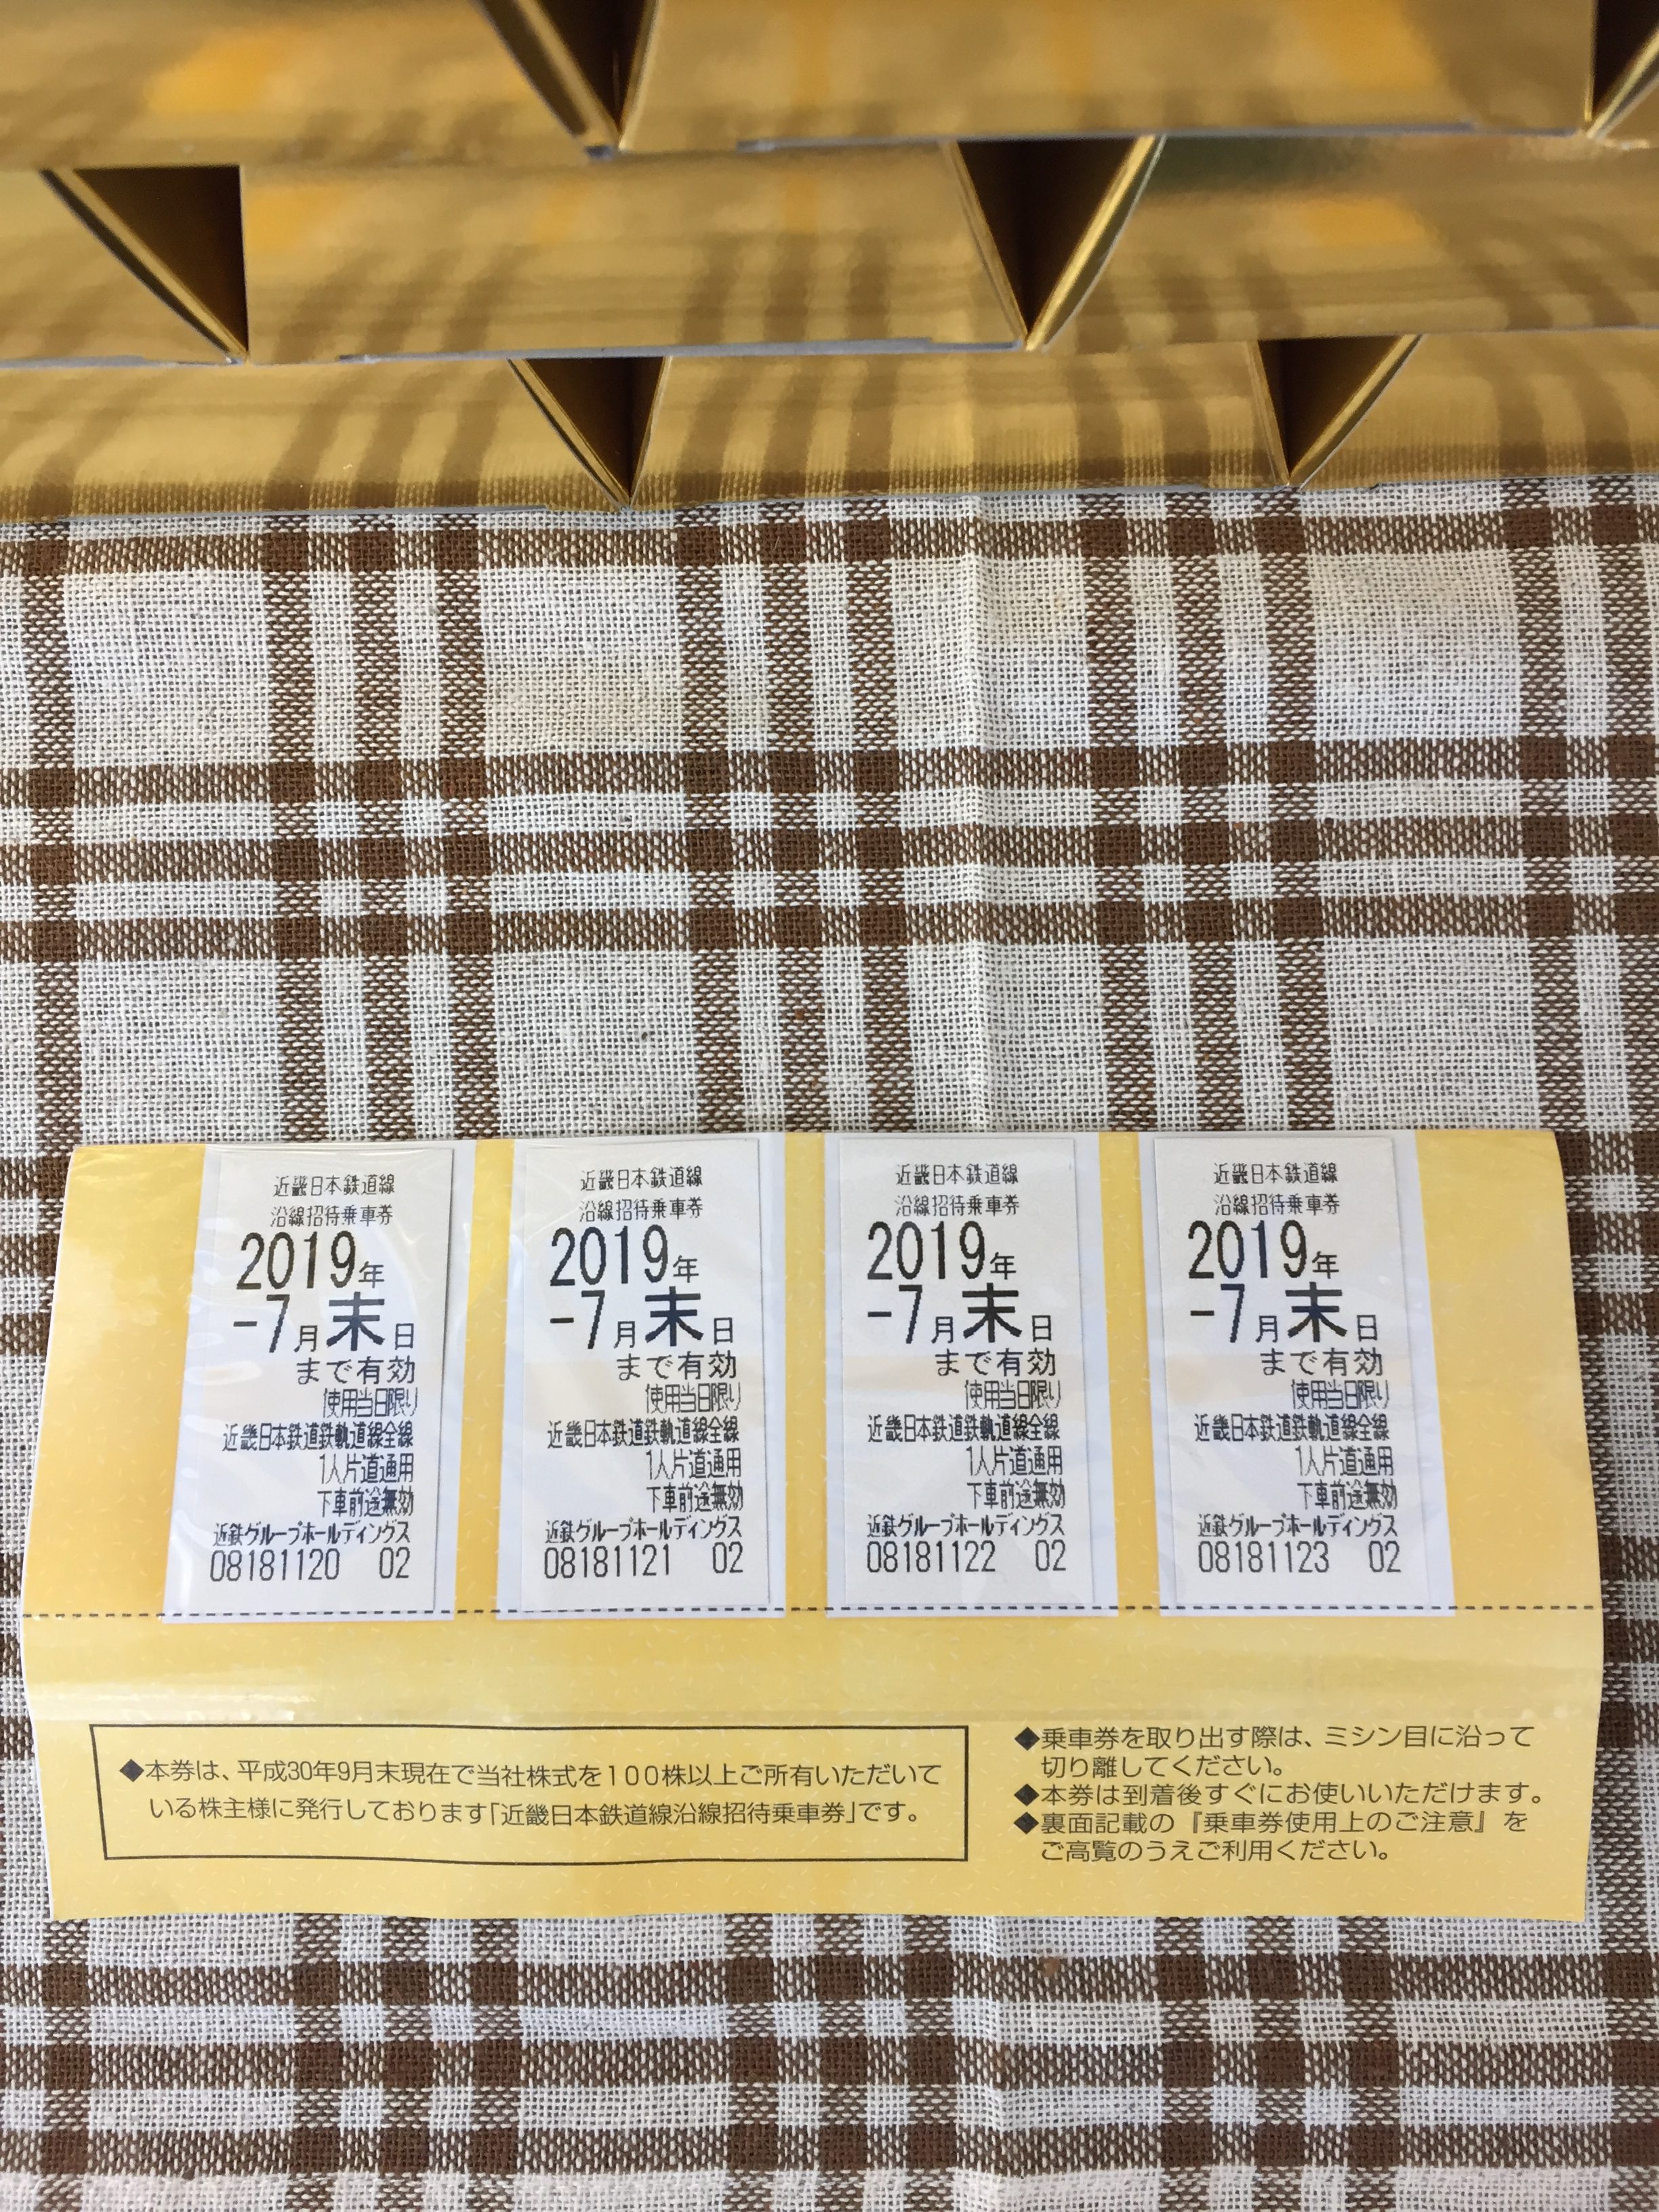 近畿日本鉄道線
沿線招待乗車券
2019年
-7月末日
まで有効
使用当日限り
近畿日本鉄道鉄軌道線全線
1人片道通用
下車前途無効
近鉄グループホールディングス
08181120 02
近畿日本鉄道線
沿線招待乗車券
2019年
-7月末日
まで有効
使用当日限り
近畿日本鉄道鉄軌道線全線
1人片道通用
下車前途無効
近鉄グループホールディングス
08181121 02
近畿日本鉄道線
沿線招待乗車券
2019年
-7月末日
まで有効
使用当日限り
近畿日本鉄道鉄軌道線全線
1人片道通用
下車前途無効
近鉄グループホールディングス
08181122 02
近畿日本鉄道線
沿線招待乗車券
2019年
-7月末日
まで有効
使用当日限り
近畿日本鉄道鉄軌道線全線
1人片道通用
下車前途無効
近鉄グループホールディングス
08181123 02
◆本券は、平成30年9月末現在で当社株式を100株以上ご所有いただいて
いる株主様に発行しております「近畿日本鉄道線沿線招待乗車券」です。
◆乗車券を取り出す際は、ミシン目に沿って
切り離してください。
◆本券は到着後すぐにお使いいただけます。
◆裏面記載の『乗車券使用上のご注意』を
ご高覧のうえご利用ください。